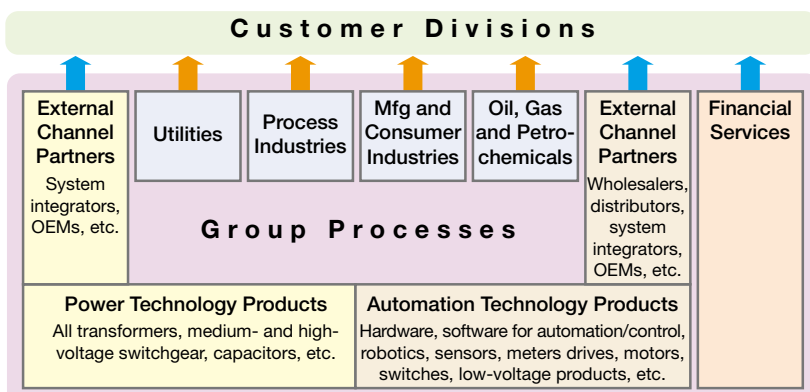 Customer Divisions
External
Channel
Partners
System
integrators,
OEMs, etc.
Utilities
Process
Industries
Mfg and
Consumer
Industries
Oil, Gas
and Petro-
chemicals
External
Channel
Partners
Wholesalers,
distributors,
system
integrators,
OEMs, etc.
Financial
Services
Group Processes
Power Technology Products
All transformers, medium- and high-
voltage switchgear, capacitors, etc.
Automation Technology Products
Hardware, software for automation/control,
robotics, sensors, meters drives, motors,
switches, low-voltage products, etc.